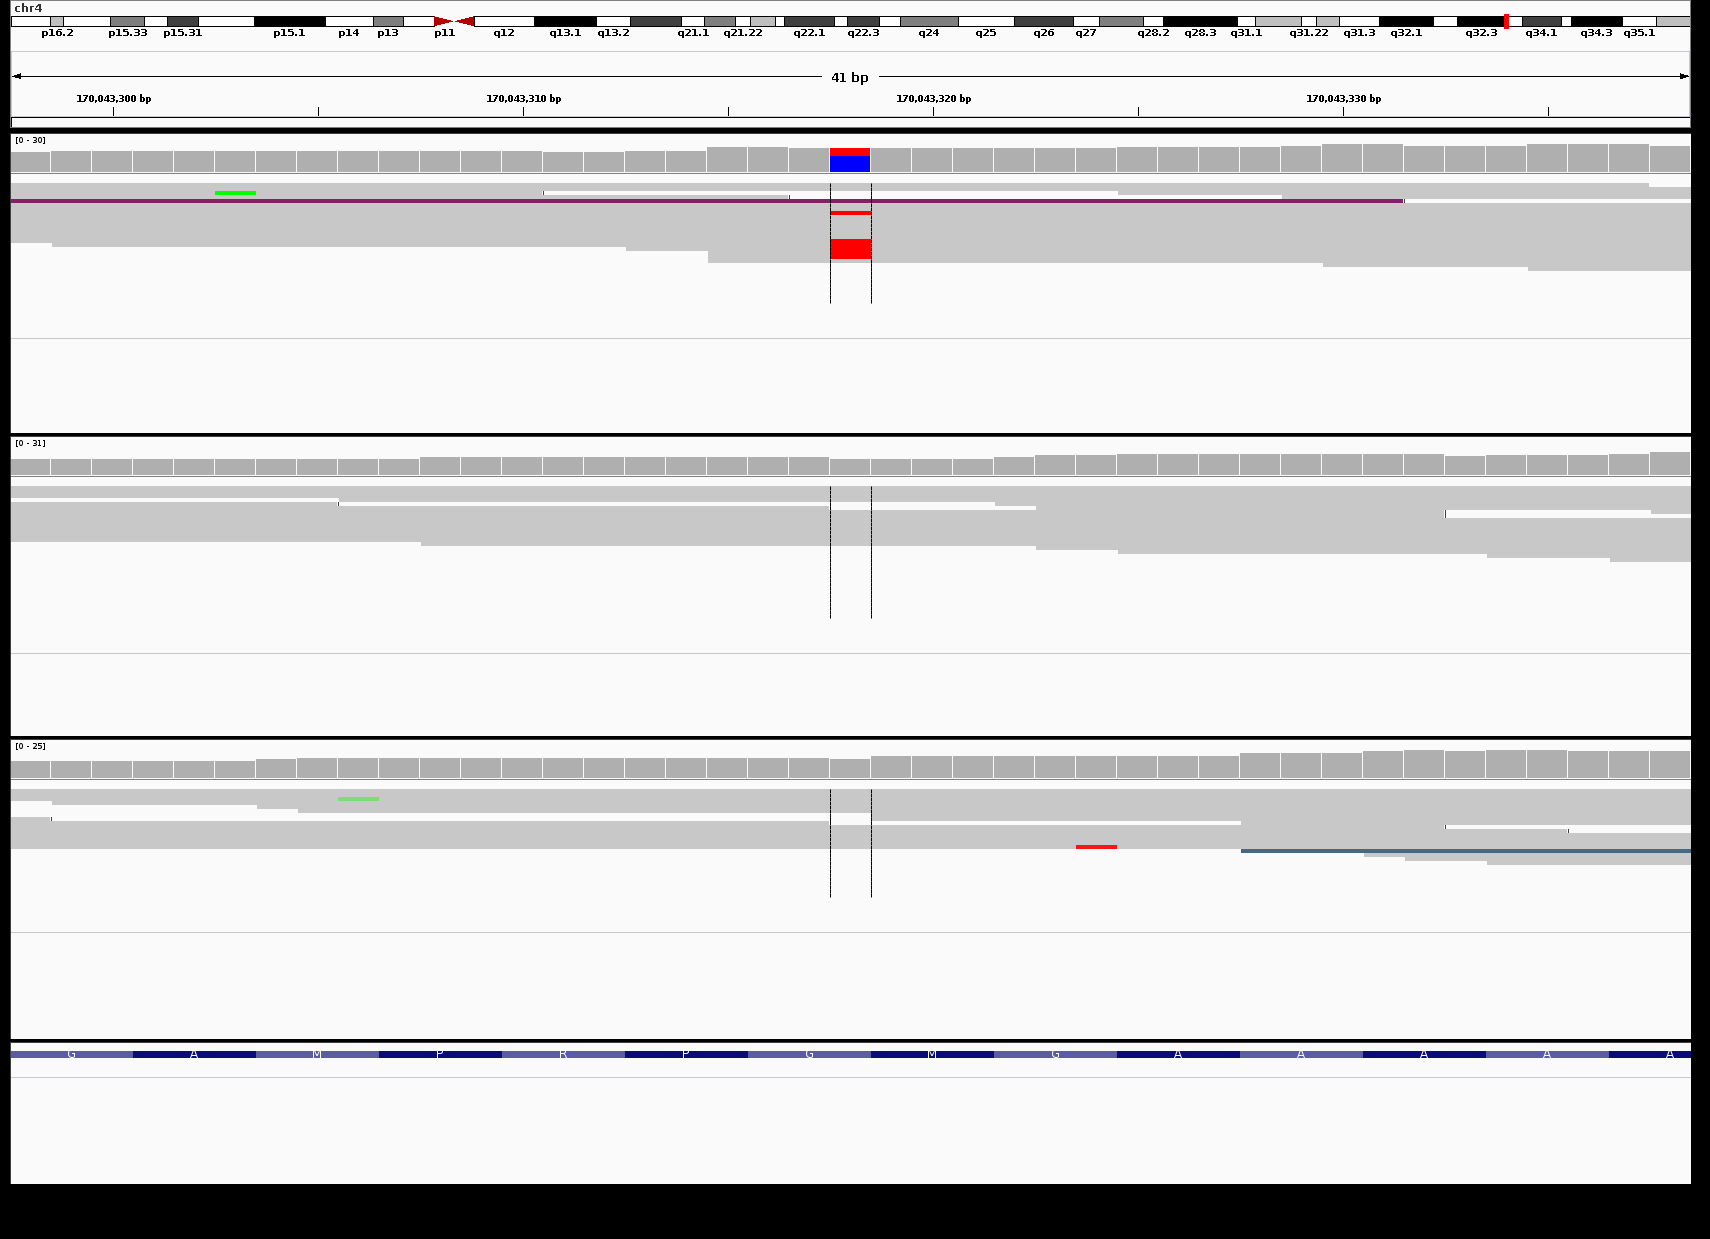 chr4
p16.2 p15.33 p15.31 p15.1 p14 p13 p11 q12 q13.1 q13.2 q21.1 q21.22 q22.1 q22.3 q24 q25 q26 q27 q28.2 q28.3 q31.1 q31.22 q31.3 q32.1 q32.3 q34.1 q34.3 q35.1
41 bp
170,043,300 bp 170,043,310 bp 170,043,320 bp 170,043,330 bp
[0 - 30]
[0 - 31]
[0 - 25]
G A M P R P G M G A A A A A